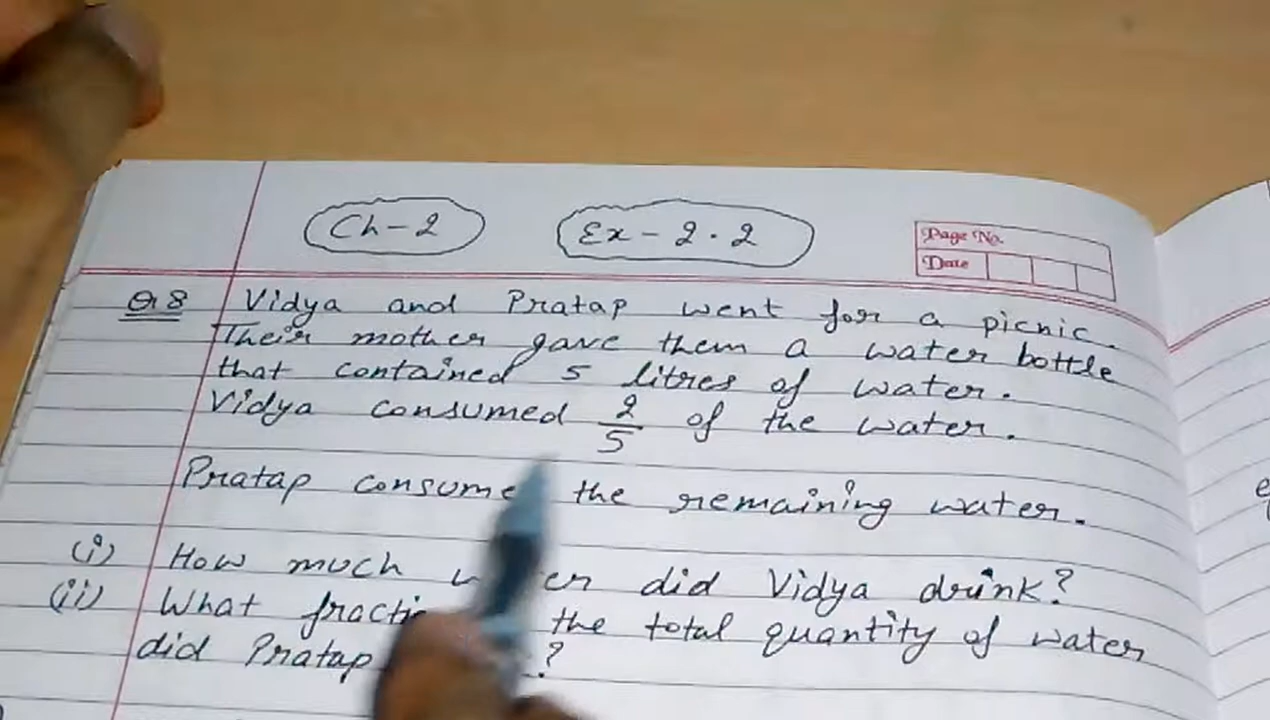 Ch-2 Ex-2.2
Page No.
Date
Q8 Vidya and Pratap went for a picnic.
Their mother gave them a water bottle
that contained 5 litres of water.
Vidya consumed 2/5 of the water.
Pratap consume the remaining water.
(i) How much did Vidya drink?
(ii) What the total quantity of water
did Pratap ?